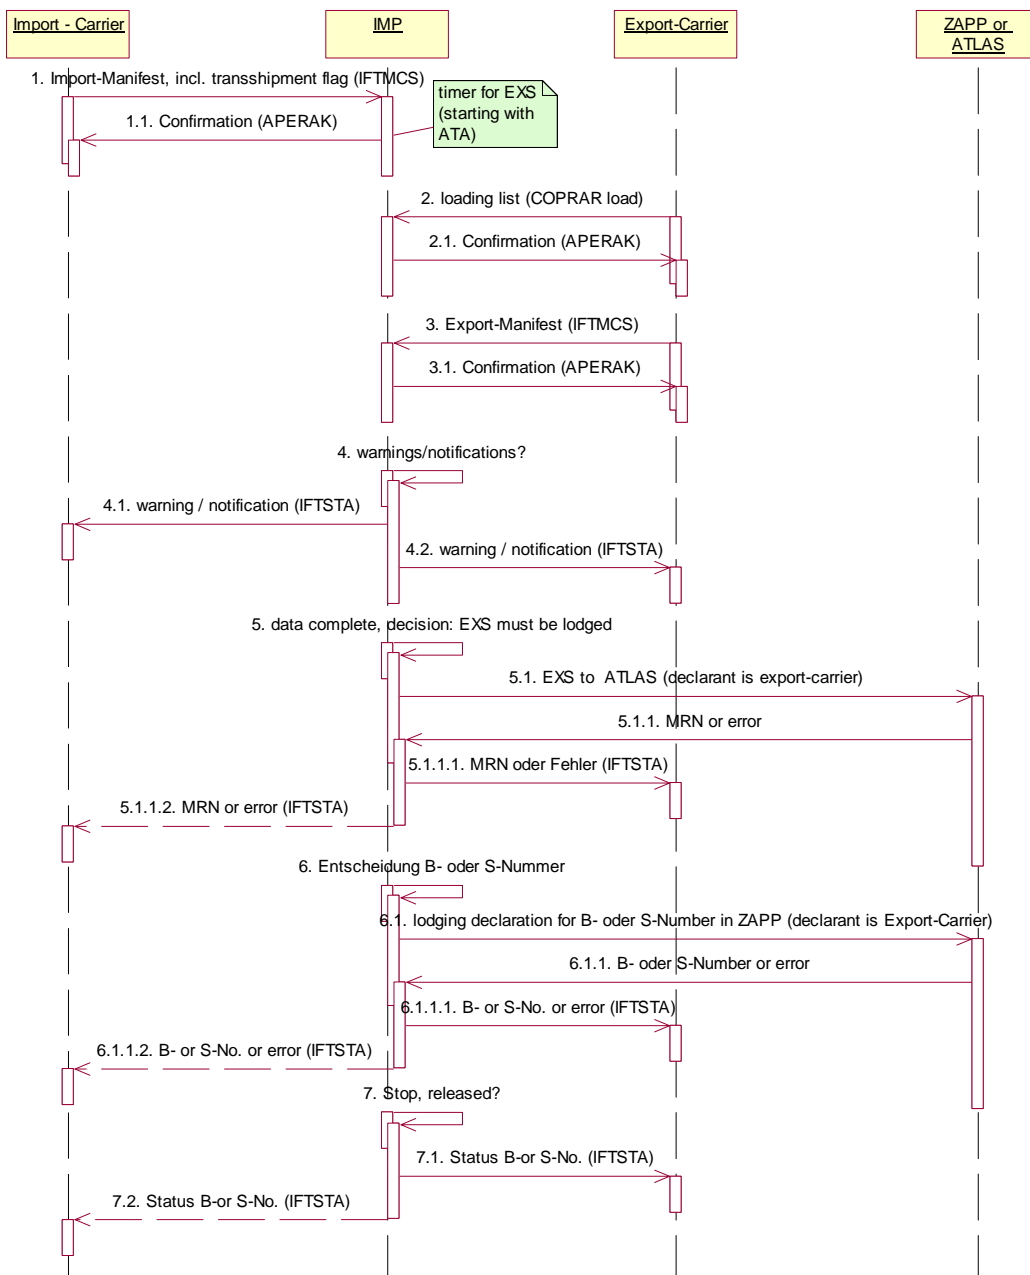 Import - Carrier
IMP
Export-Carrier
ZAPP or
ATLAS
1. Import-Manifest, incl. transshipment flag (IFTMCS)
timer for EXS
(starting with
ATA)
1.1. Confirmation (APERAK)
2. loading list (COPRAR load)
2.1. Confirmation (APERAK)
3. Export-Manifest (IFTMCS)
3.1. Confirmation (APERAK)
4. warnings/notifications?
4.1. warning / notification (IFTSTA)
4.2. warning / notification (IFTSTA)
5. data complete, decision: EXS must be lodged
5.1. EXS to ATLAS (declarant is export-carrier)
5.1.1. MRN or error
5.1.1.1. MRN oder Fehler (IFTSTA)
5.1.1.2. MRN or error (IFTSTA)
6. Entscheidung B- oder S-Nummer
6.1. lodging declaration for B- oder S-Number in ZAPP (declarant is Export-Carrier)
6.1.1. B- oder S-Number or error
6.1.1.1. B- or S-No. or error (IFTSTA)
6.1.1.2. B- or S-No. or error (IFTSTA)
7. Stop, released?
7.1. Status B-or S-No. (IFTSTA)
7.2. Status B-or S-No. (IFTSTA)